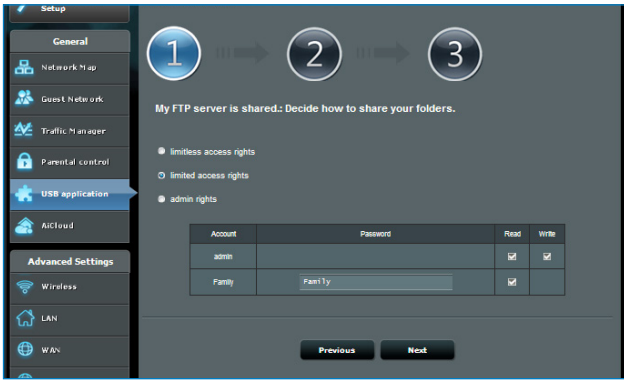 Setup
General
Network Map
Guest Network
Traffic Manager
Parental control
USB application
AiCloud
Advanced Settings
Wireless
LAN
WAN
1 2 3
My FTP server is shared.: Decide how to share your folders.
limitless access rights
limited access rights
admin rights
Account Password Read Write
admin
Family Family
Previous Next